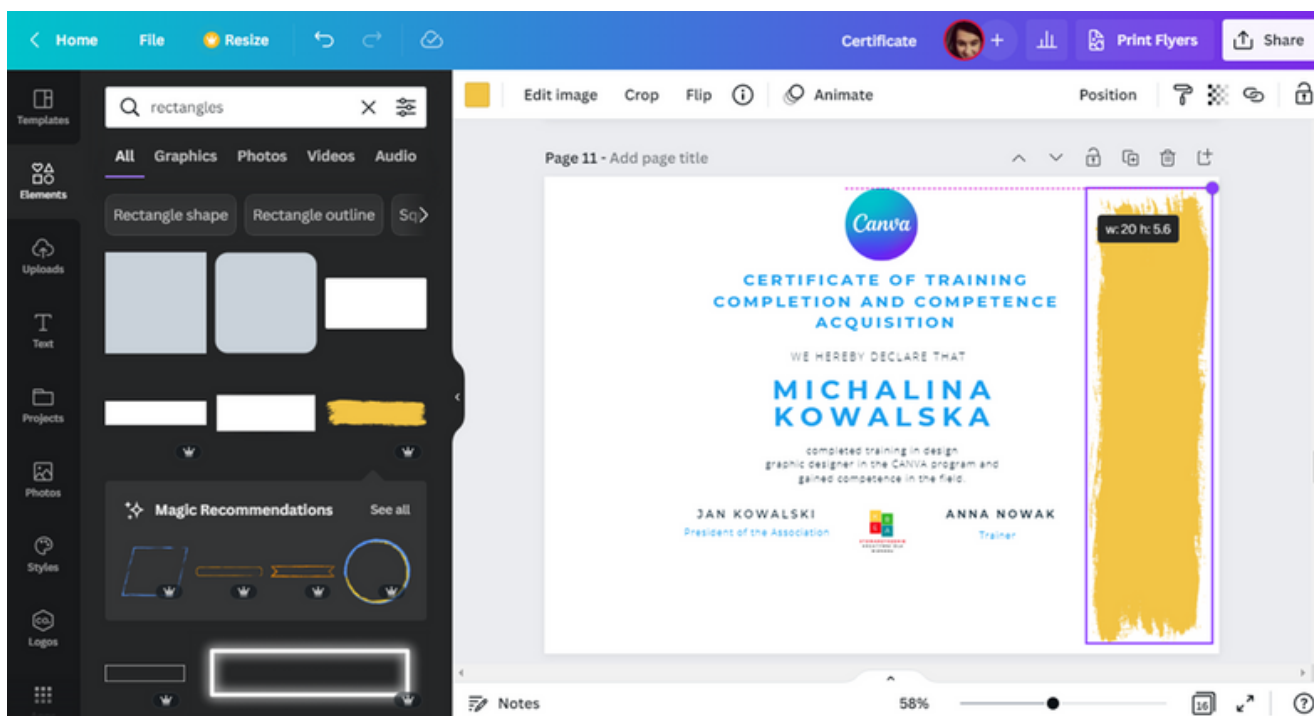 Home File Resize Certificate + Print Flyers Share
Templates
Elements
Uploads
Text
Projects
Photos
Styles
Logos
rectangles
All Graphics Photos Videos Audio
Rectangle shape Rectangle outline Sq
Magic Recommendations See all
Edit image Crop Flip Animate Position
Page 11 - Add page title
Canva
w: 20 h: 5.6
CERTIFICATE OF TRAINING
COMPLETION AND COMPETENCE
ACQUISITION
WE HEREBY DECLARE THAT
MICHALINA
KOWALSKA
completed training in design
graphic designer in the CANVA program and
gained competence in the field.
JAN KOWALSKI
President of the Association
ANNA NOWAK
Trainer
Notes 58% 16